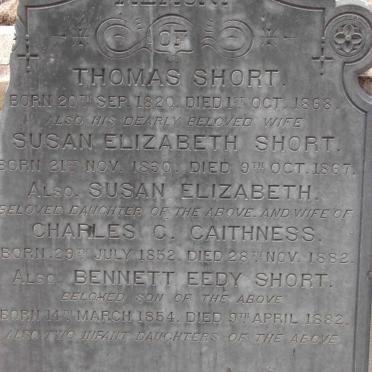 MEMORY
OF
THOMAS SHORT.
BORN 20TH SEP. 1820. DIED 1ST OCT. 1868.
ALSO HIS DEARLY BELOVED WIFE
SUSAN ELIZABETH SHORT.
BORN 21ST NOV. 1830. DIED 9TH OCT. 1867.
ALSO. SUSAN ELIZABETH.
BELOVED DAUGHTER OF THE ABOVE. AND WIFE OF
CHARLES C. CAITHNESS.
BORN. 29TH JULY 1852. DIED 28TH NOV. 1882.
ALSO. BENNETT EEDY SHORT.
BELOVED SON OF THE ABOVE
BORN 14TH MARCH. 1854. DIED 9TH APRIL 1882.
ALSO TWO INFANT DAUGHTERS OF THE ABOVE.